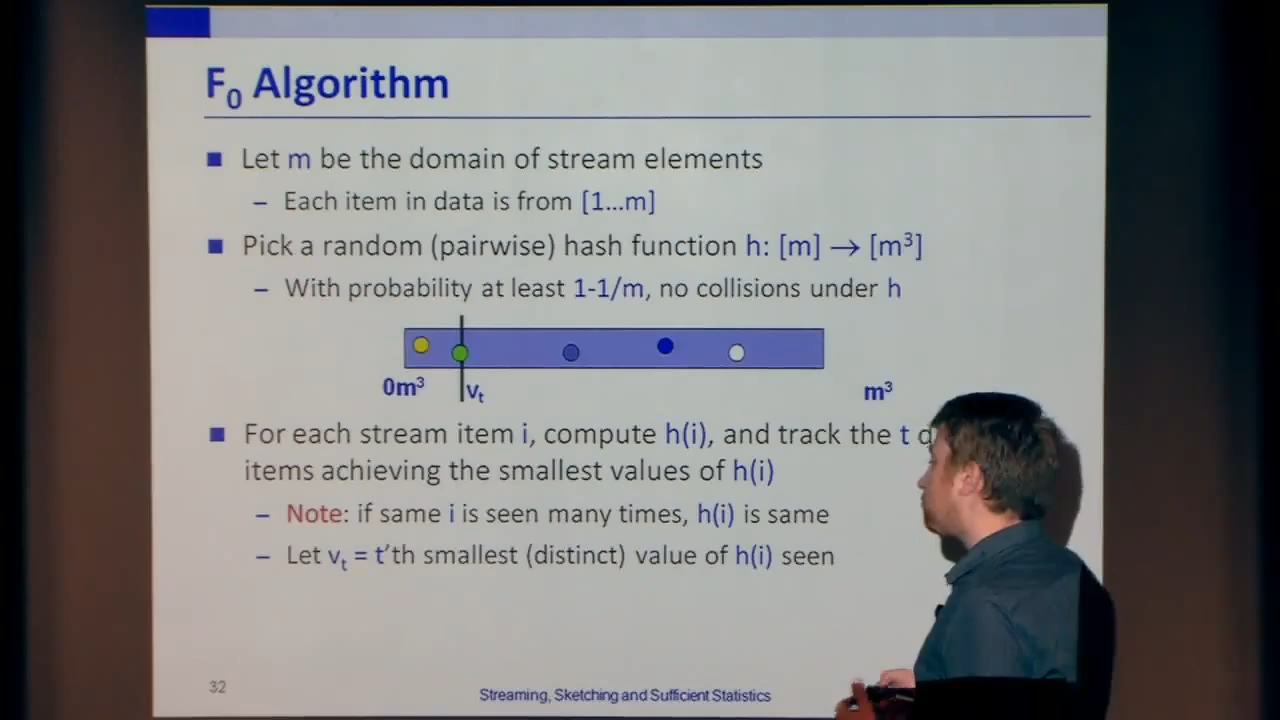 F₀ Algorithm
■ Let m be the domain of stream elements
– Each item in data is from [1...m]
■ Pick a random (pairwise) hash function h: [m] → [m³]
– With probability at least 1-1/m, no collisions under h
0m³ vₜ m³
■ For each stream item i, compute h(i), and track the t
items achieving the smallest values of h(i)
– Note: if same i is seen many times, h(i) is same
– Let vₜ = t’th smallest (distinct) value of h(i) seen
32 Streaming, Sketching and Sufficient Statistics